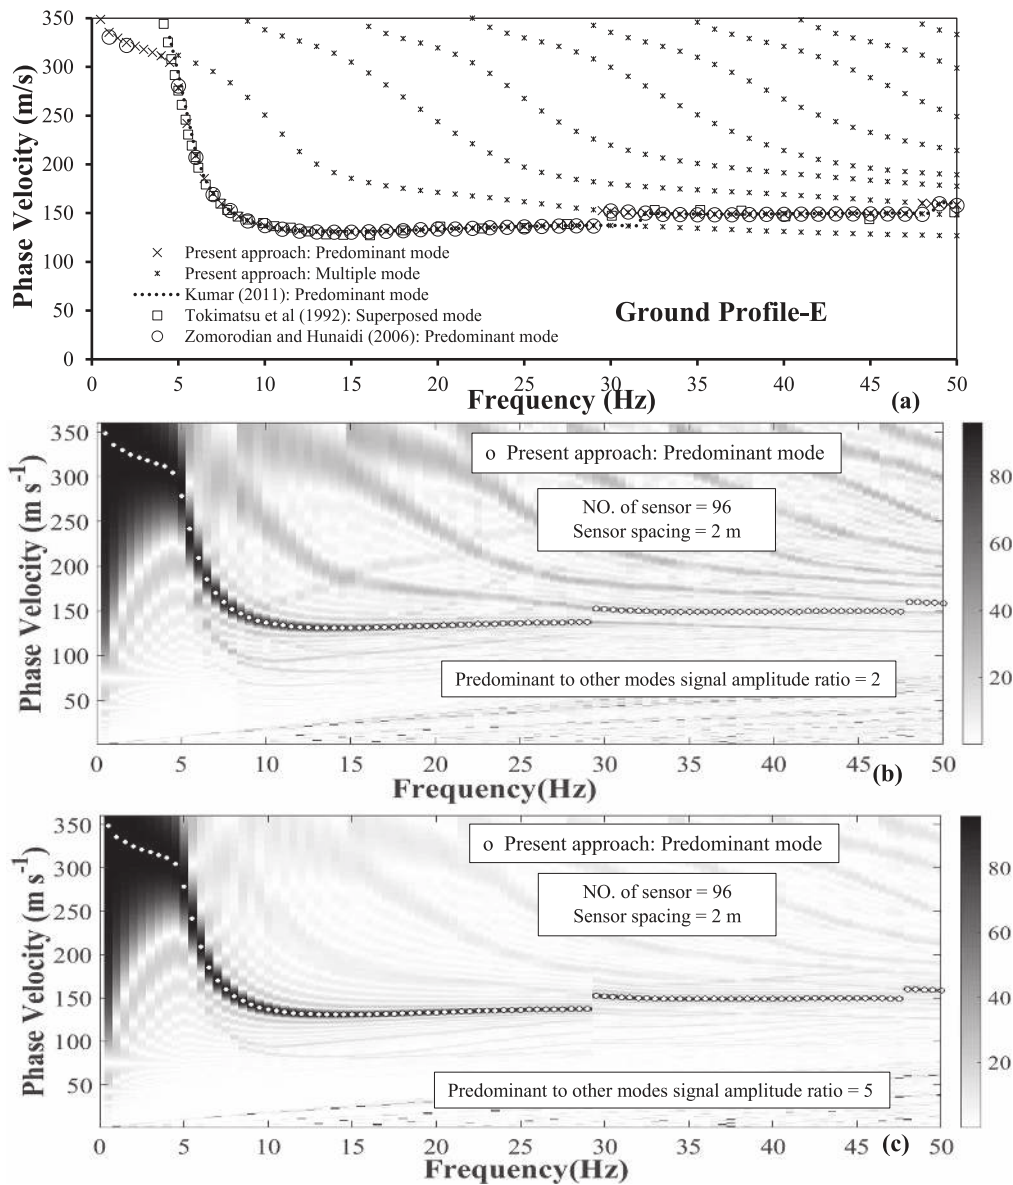 350
300
250
200
150
100
50
0
Phase Velocity (m/s)
Present approach: Predominant mode
Present approach: Multiple mode
Kumar (2011): Predominant mode
Tokimatsu et al (1992): Superposed mode
Zomorodian and Hunaidi (2006): Predominant mode
Ground Profile-E
0 5 10 15 20 25 30 35 40 45 50
Frequency (Hz)
(a)
350
300
250
200
150
100
50
Phase Velocity (m s-1)
o Present approach: Predominant mode
NO. of sensor = 96
Sensor spacing = 2 m
Predominant to other modes signal amplitude ratio = 2
80
60
40
20
0 5 10 15 20 25 30 35 40 45 50
Frequency(Hz)
(b)
350
300
250
200
150
100
50
Phase Velocity (m s-1)
o Present approach: Predominant mode
NO. of sensor = 96
Sensor spacing = 2 m
Predominant to other modes signal amplitude ratio = 5
80
60
40
20
0 5 10 15 20 25 30 35 40 45 50
Frequency(Hz)
(c)